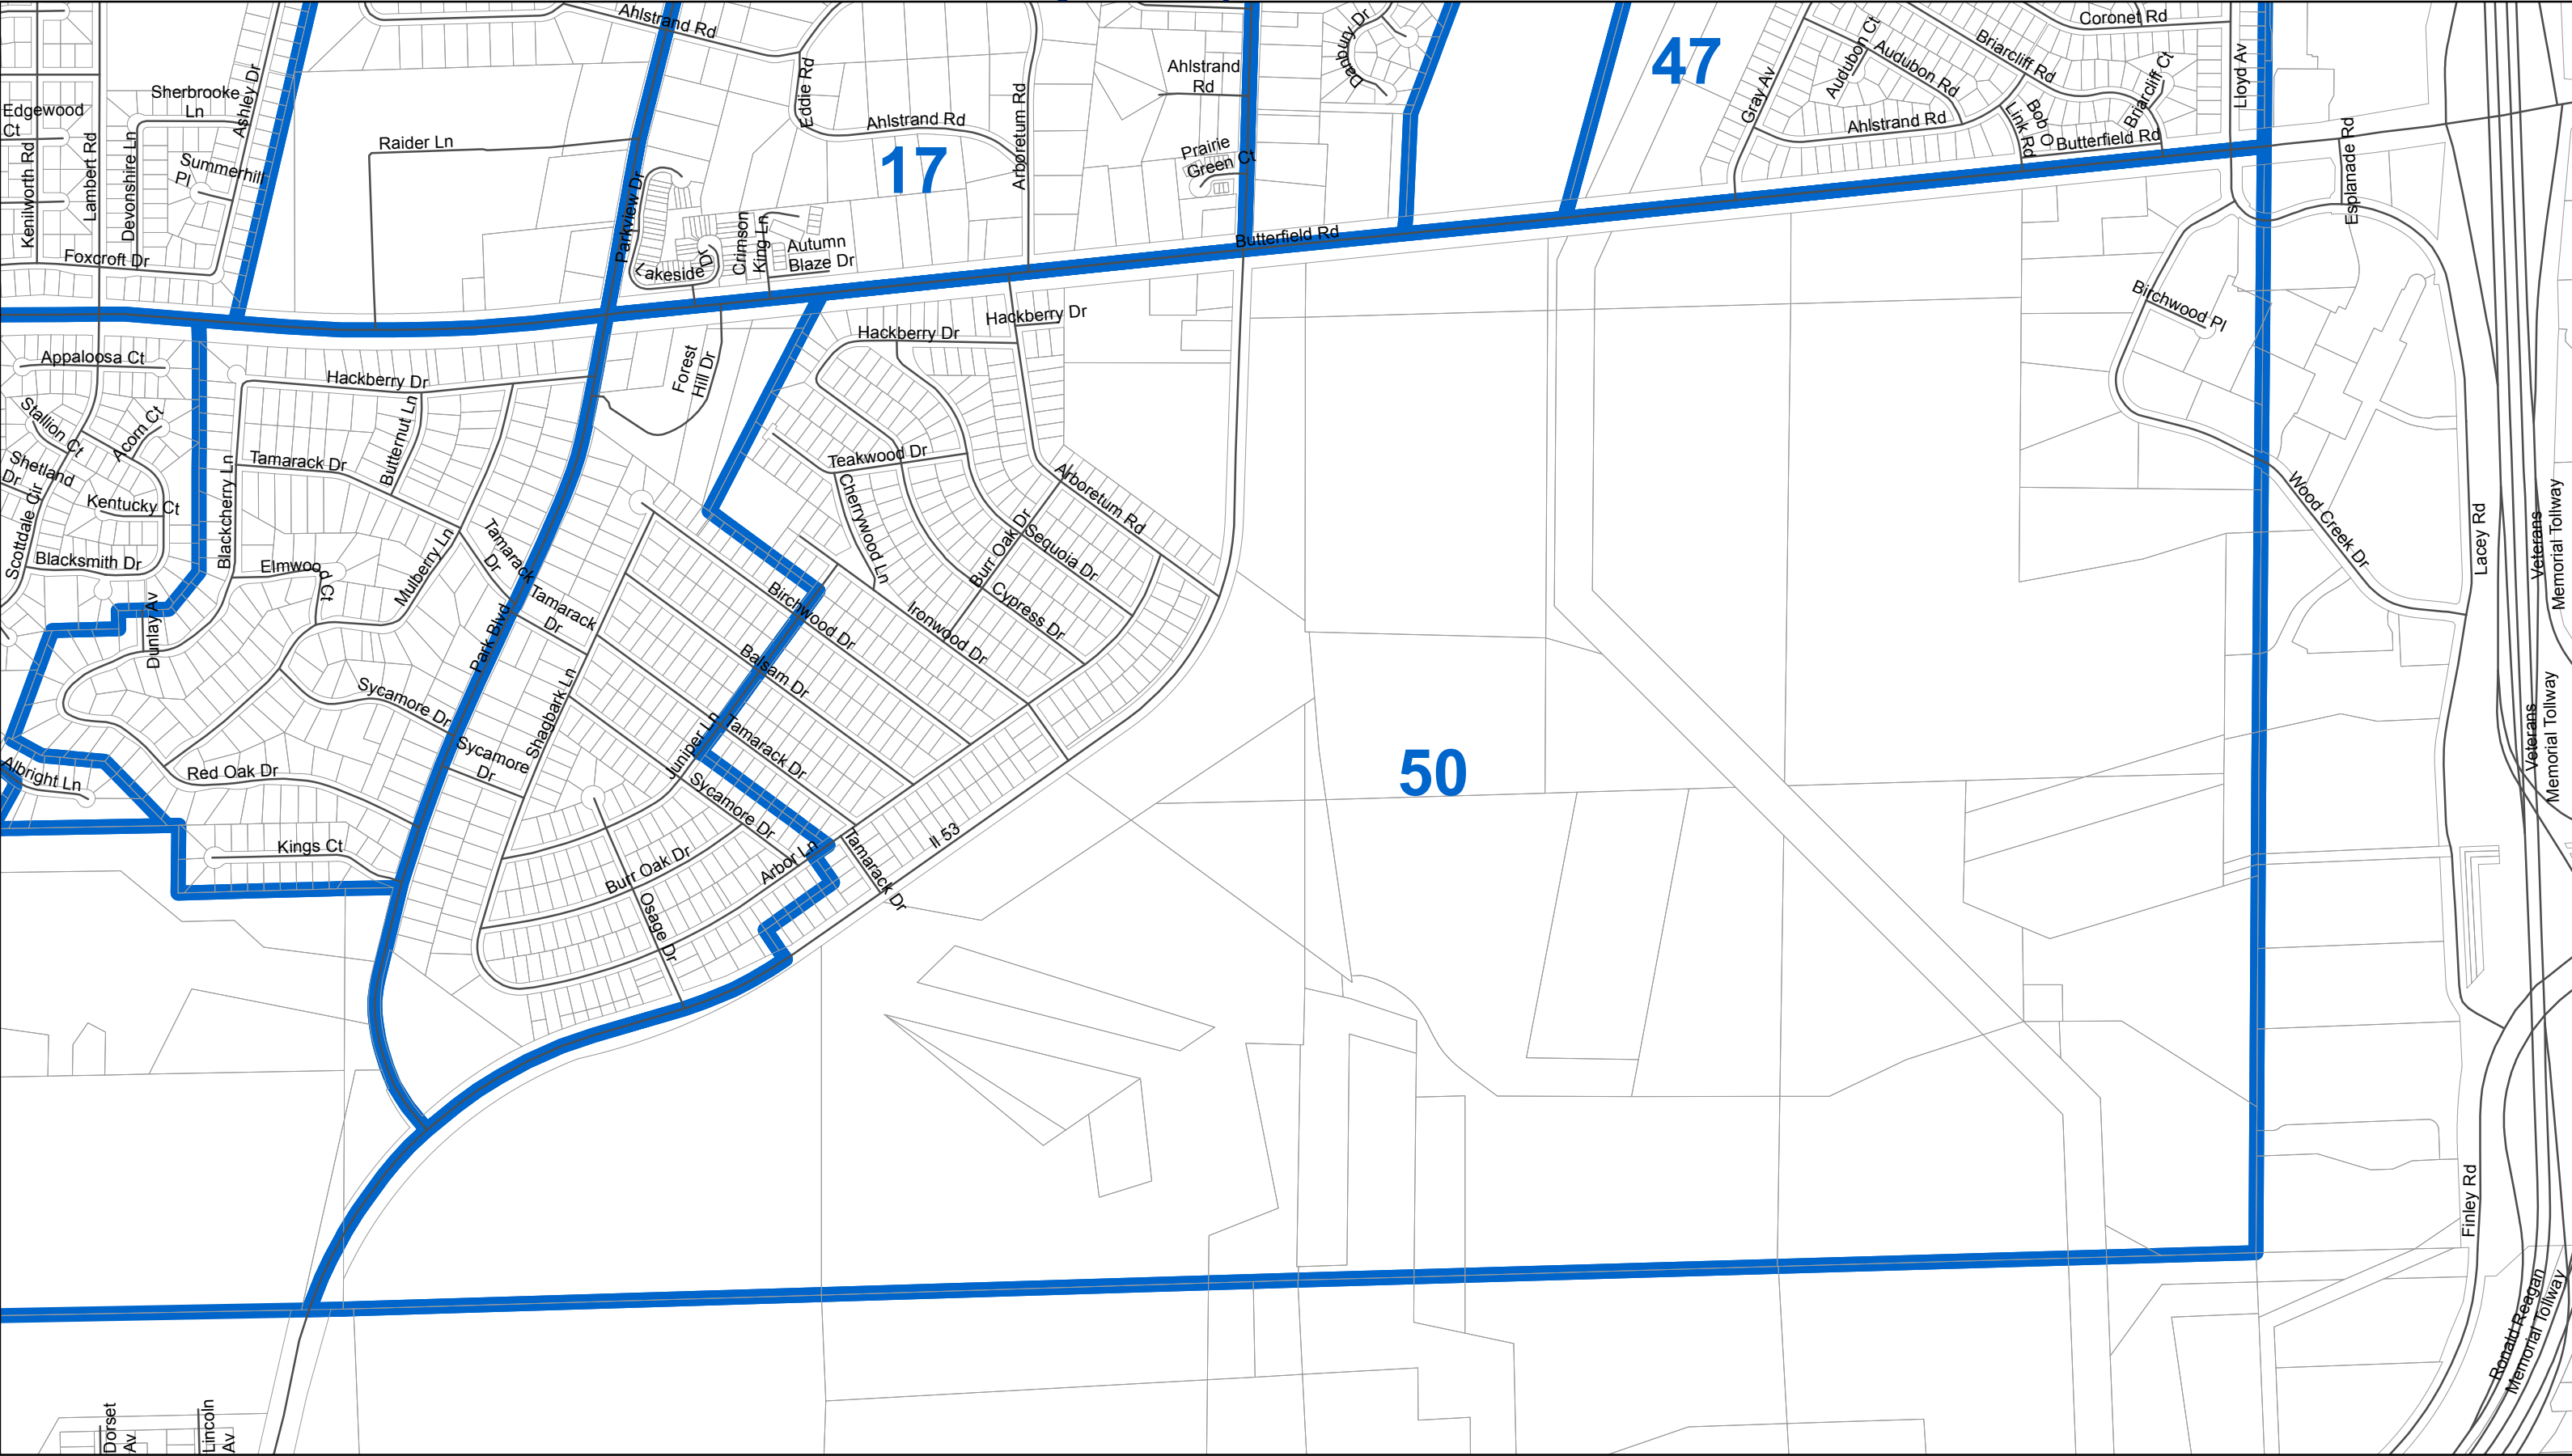 Ahlstrand Rd
Danbury Dr
47
Coronet Rd
Audubon Ct
Audubon Rd
Briarcliff Rd
Briarcliff Ct
Lloyd Av
Gray Av
Ahlstrand Rd
Link Rd
Bob O
Butterfield Rd
Esplanade Rd
Edgewood
Ct
Sherbrooke
Ln
Ashley Dr
Kenilworth Rd
Lambert Rd
Devonshire Ln
Summerhill
Pl
Foxcroft Dr
Raider Ln
Parkview Dr
Eddie Rd
Ahlstrand Rd
17
Arboretum Rd
Ahlstrand
Rd
Prairie
Green Ct
Lakeside
Dr
Crimson
King Ln
Autumn
Blaze Dr
Butterfield Rd
Birchwood Pl
Appaloosa Ct
Hackberry Dr
Forest
Hill Dr
Hackberry Dr
Hackberry Dr
Stallion Ct
Acorn Ct
Butternut Ln
Shetland
Dr
Tamarack Dr
Teakwood Dr
Arboretum Rd
Kentucky Ct
Scottdale Cir
Blackcherry Ln
Cherrywood Ln
Wood Creek Dr
Lacey Rd
Veterans
Memorial Tollway
Blacksmith Dr
Elmwood
Ct
Mulberry Ln
Tamarack
Dr
Burr Oak Dr
Sequoia Dr
Dunlay Av
Park Blvd
Tamarack
Dr
Birchwood Dr
Ironwood Dr
Cypress Dr
Balsam Dr
Sycamore Dr
Shagbark Ln
Juniper Ln
Tamarack Dr
Veterans
Memorial Tollway
Albright Ln
Red Oak Dr
Sycamore
Dr
Sycamore Dr
50
Kings Ct
Burr Oak Dr
Arbor Ln
Tamarack Dr
Il 53
Osage Dr
Finley Rd
Ronald Reagan
Memorial Tollway
Dorset
Av
Lincoln
Av